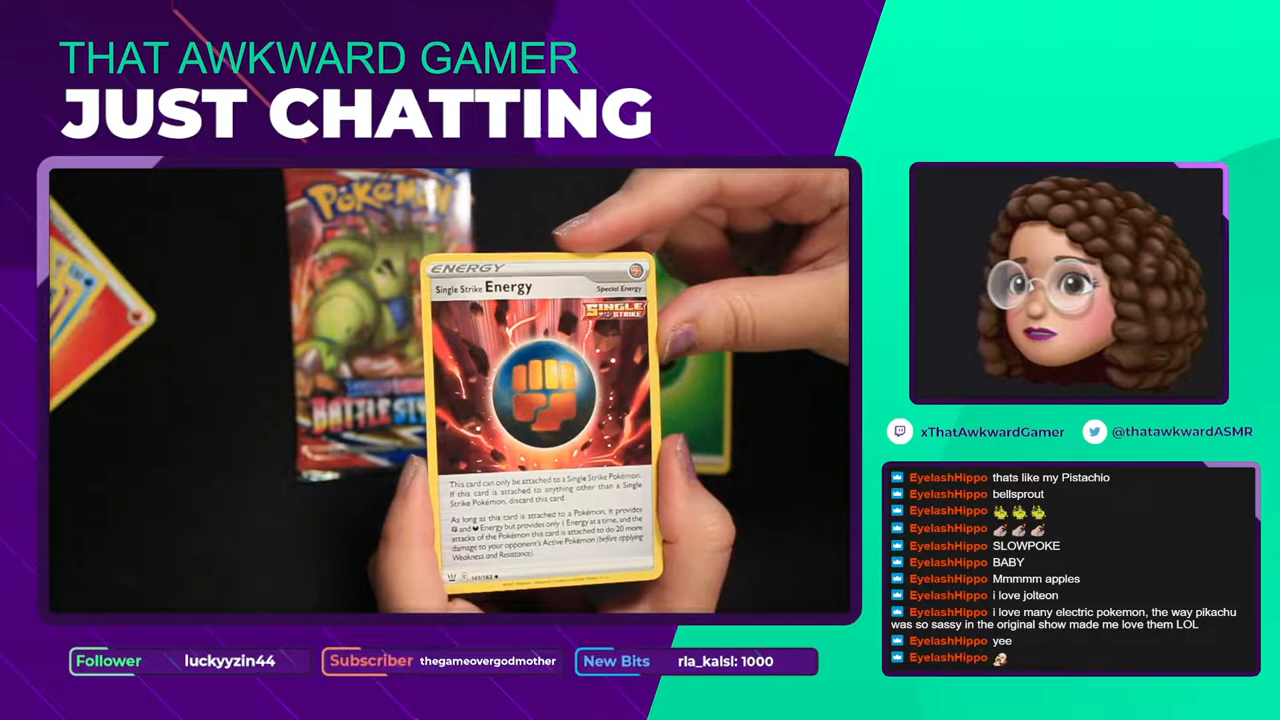 THAT AWKWARD GAMER
JUST CHATTING
POKéMON
BATTLE
ENERGY
Single Strike Energy
Special Energy
SINGLE
STRIKE
This card can only be attached to a Single Strike Pokémon.
If this card is attached to anything other than a Single
Strike Pokémon, discard this card.
As long as this card is attached to a Pokémon, it provides
and Energy but provides only 1 Energy at a time, and the
attacks of the Pokémon this card is attached to do 20 more
damage to your opponent's Active Pokémon (before applying
Weakness and Resistance).
141/163
xThatAwkwardGamer
@thatawkwardASMR
EyelashHippo thats like my Pistachio
EyelashHippo bellsprout
EyelashHippo
EyelashHippo
EyelashHippo SLOWPOKE
EyelashHippo BABY
EyelashHippo Mmmmm apples
EyelashHippo i love jolteon
EyelashHippo i love many electric pokemon, the way pikachu
was so sassy in the original show made me love them LOL
EyelashHippo yee
EyelashHippo
Follower luckyyzin44
Subscriber thegameovergodmother
New Bits ria_kalsi: 1000